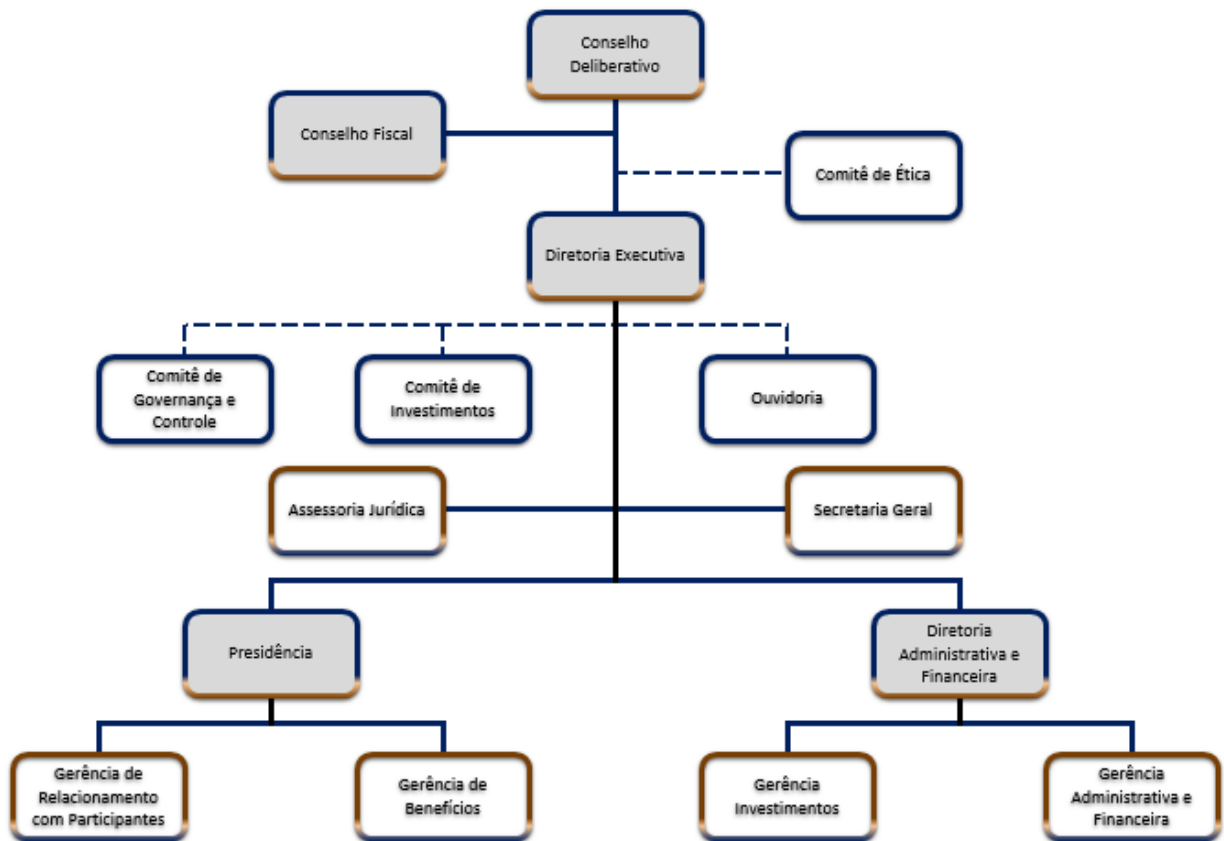 Conselho
Deliberativo
Conselho Fiscal
Comitê de Ética
Diretoria Executiva
Comitê de
Governança e
Controle
Comitê de
Investimentos
Ouvidoria
Assessoria Jurídica
Secretaria Geral
Presidência
Diretoria
Administrativa e
Financeira
Gerência de
Relacionamento
com Participantes
Gerência de
Benefícios
Gerência
Investimentos
Gerência
Administrativa e
Financeira